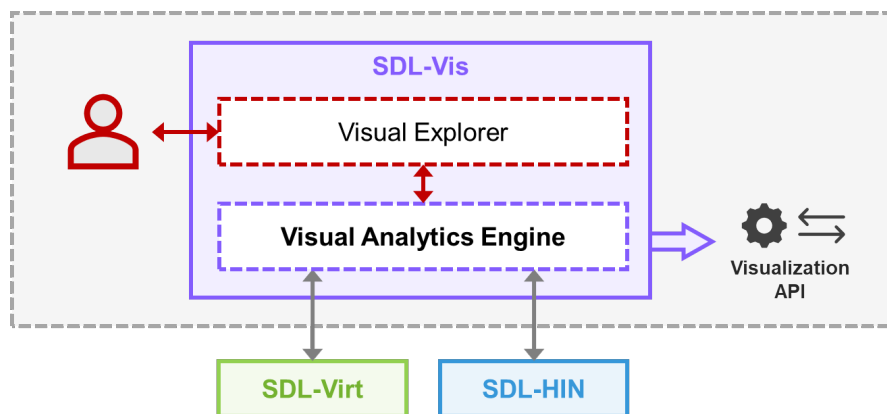 SDL-Vis
Visual Explorer
Visual Analytics Engine
Visualization
API
SDL-Virt
SDL-HIN